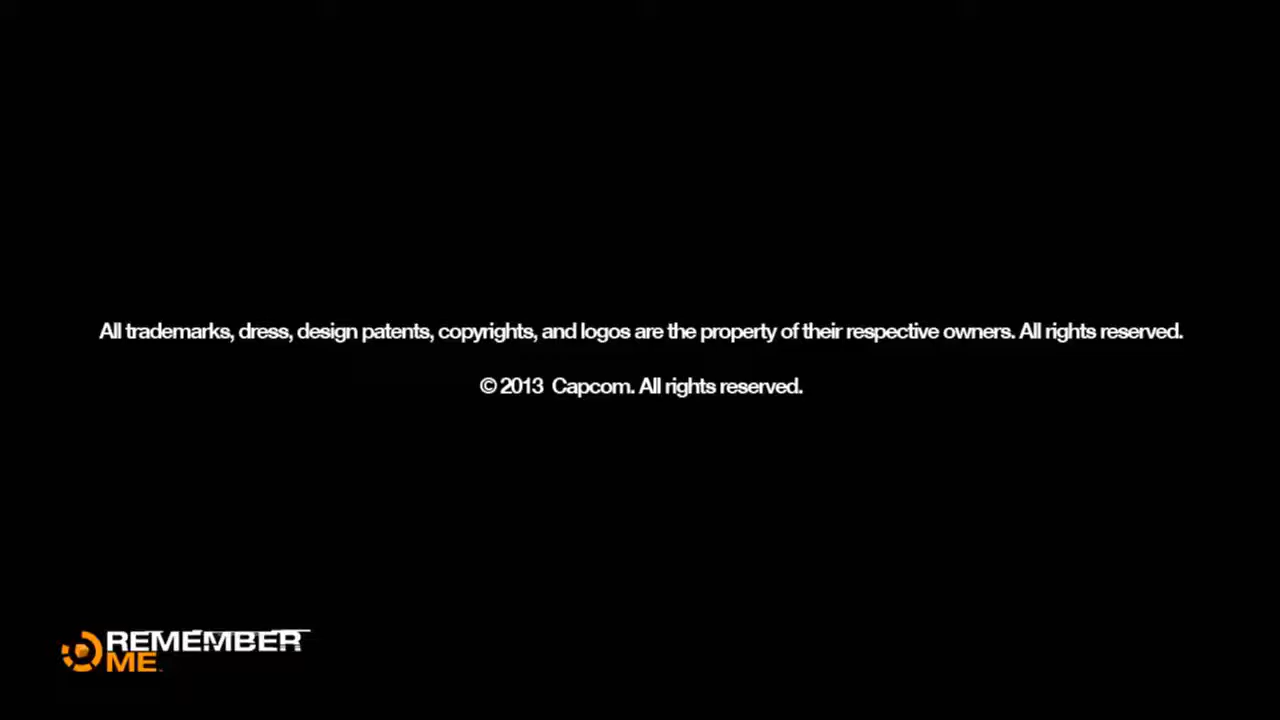 All trademarks, dress, design patents, copyrights, and logos are the property of their respective owners. All rights reserved.
© 2013 Capcom. All rights reserved.
REMEMBER
ME